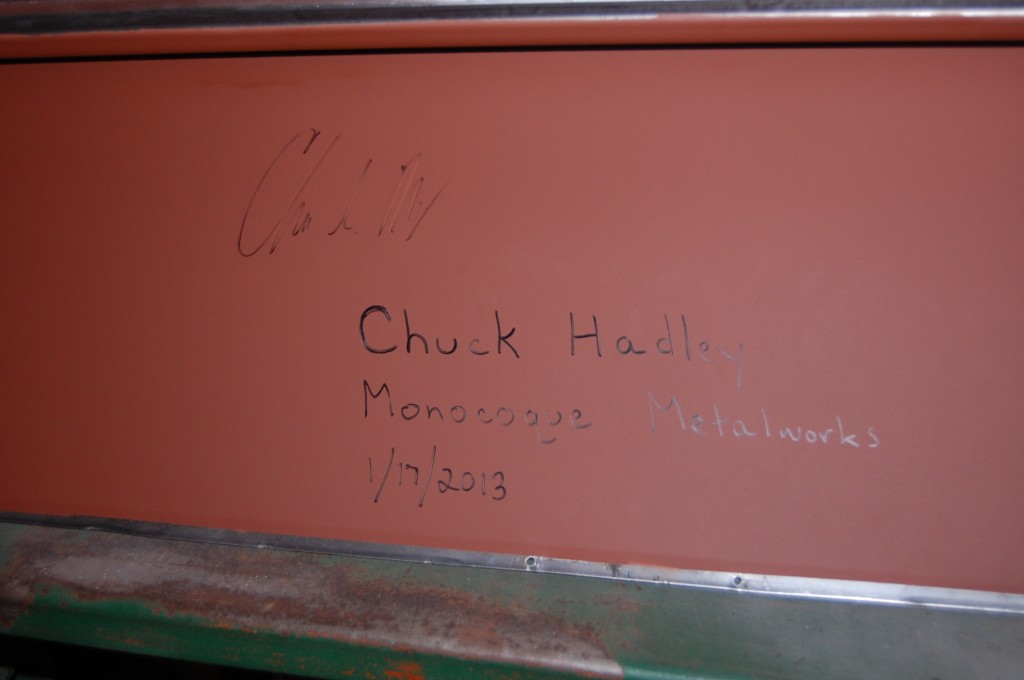 Chuck Hadley
Monocoque Metalworks
1/17/2013